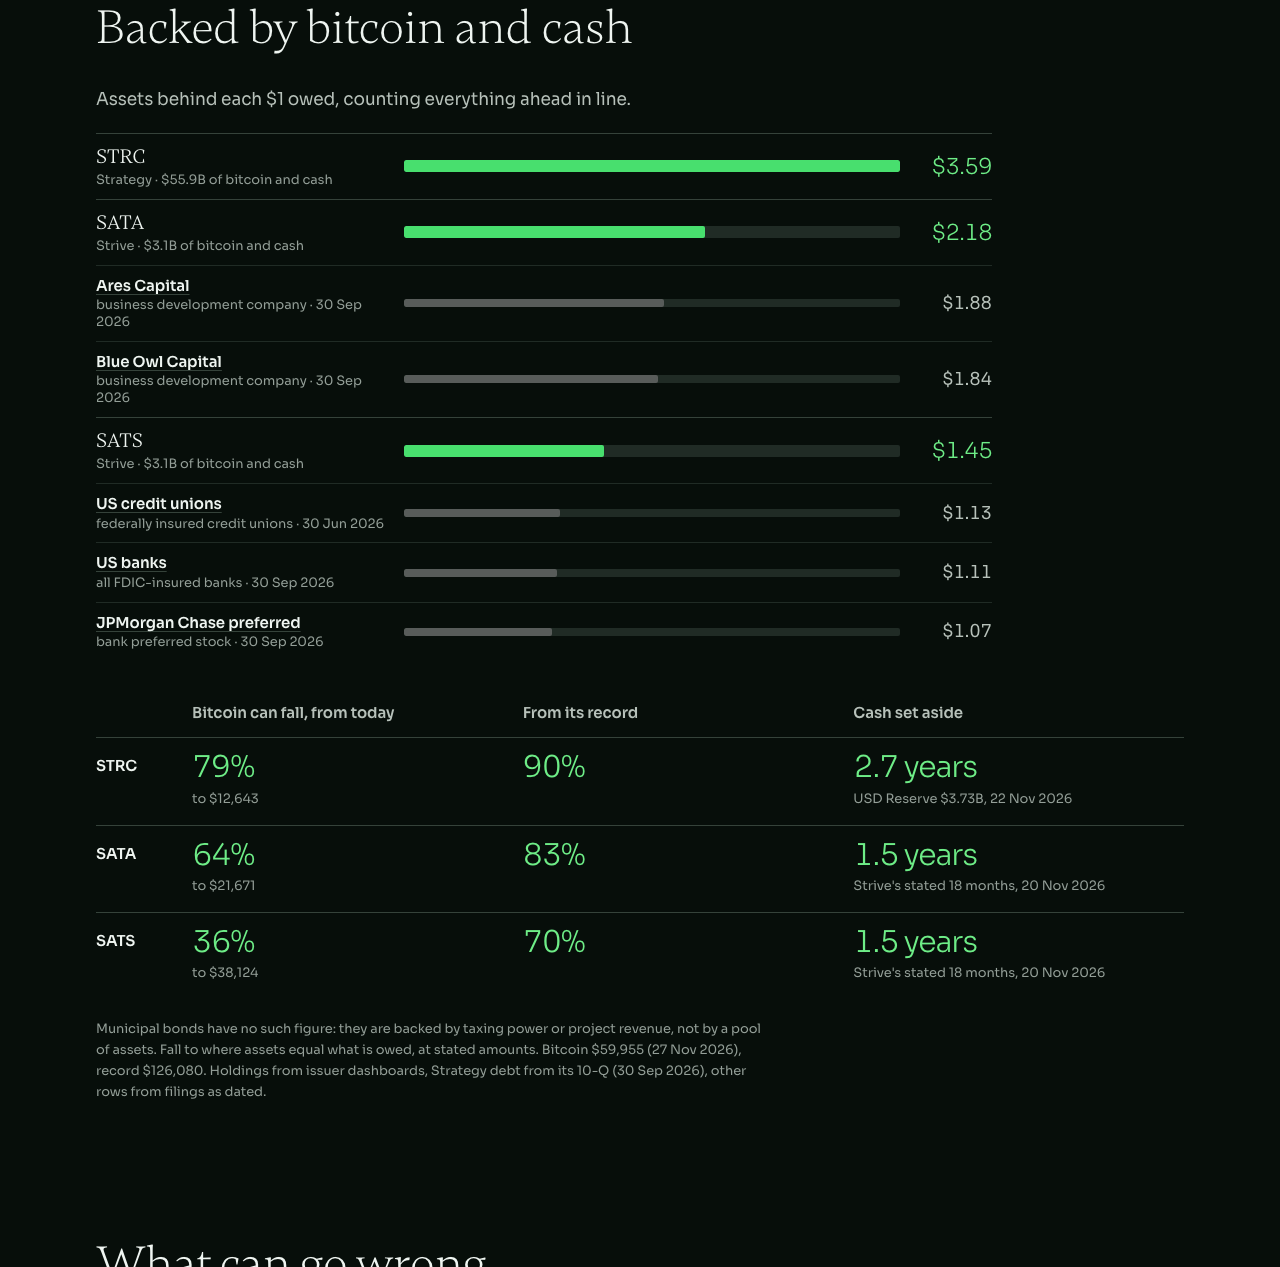 Backed by bitcoin and cash
Assets behind each $1 owed, counting everything ahead in line.
STRC
Strategy · $55.9B of bitcoin and cash
$3.59
SATA
Strive · $3.1B of bitcoin and cash
$2.18
Ares Capital
business development company · 30 Sep
2026
$1.88
Blue Owl Capital
business development company · 30 Sep
2026
$1.84
SATS
Strive · $3.1B of bitcoin and cash
$1.45
US credit unions
federally insured credit unions · 30 Jun 2026
$1.13
US banks
all FDIC-insured banks · 30 Sep 2026
$1.11
JPMorgan Chase preferred
bank preferred stock · 30 Sep 2026
$1.07
Bitcoin can fall, from today
From its record
Cash set aside
STRC
79%
to $12,643
90%
2.7 years
USD Reserve $3.73B, 22 Nov 2026
SATA
64%
to $21,671
83%
1.5 years
Strive's stated 18 months, 20 Nov 2026
SATS
36%
to $38,124
70%
1.5 years
Strive's stated 18 months, 20 Nov 2026
Municipal bonds have no such figure: they are backed by taxing power or project revenue, not by a pool
of assets. Fall to where assets equal what is owed, at stated amounts. Bitcoin $59,955 (27 Nov 2026),
record $126,080. Holdings from issuer dashboards, Strategy debt from its 10-Q (30 Sep 2026), other
rows from filings as dated.
What can go wrong